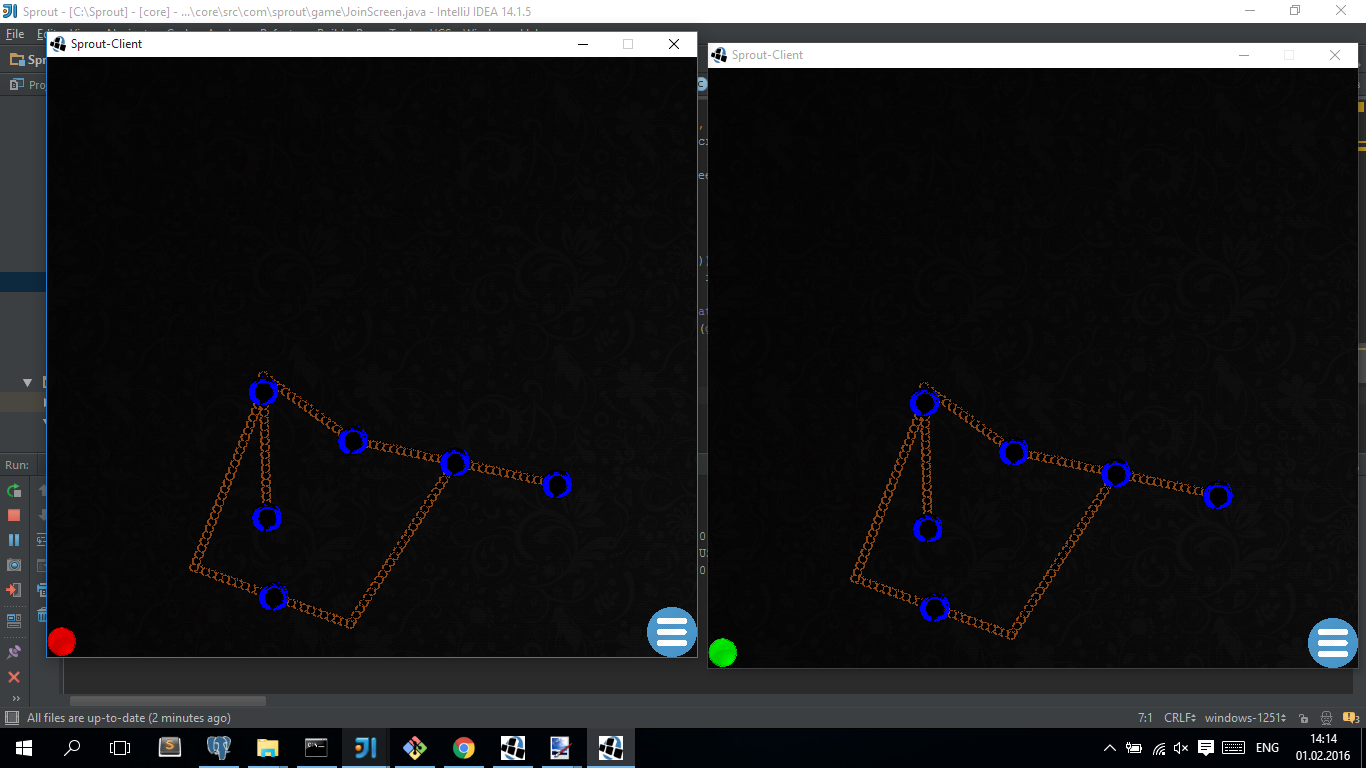 Sprout - [C:\Sprout] - [core] - ...\core\src\com\sprout\game\JoinScreen.java - IntelliJ IDEA 14.1.5
File
Sprout-Client
Sprout-Client
Run:
All files are up-to-date (2 minutes ago)
7:1 CRLF windows-1251
ENG
14:14
01.02.2016